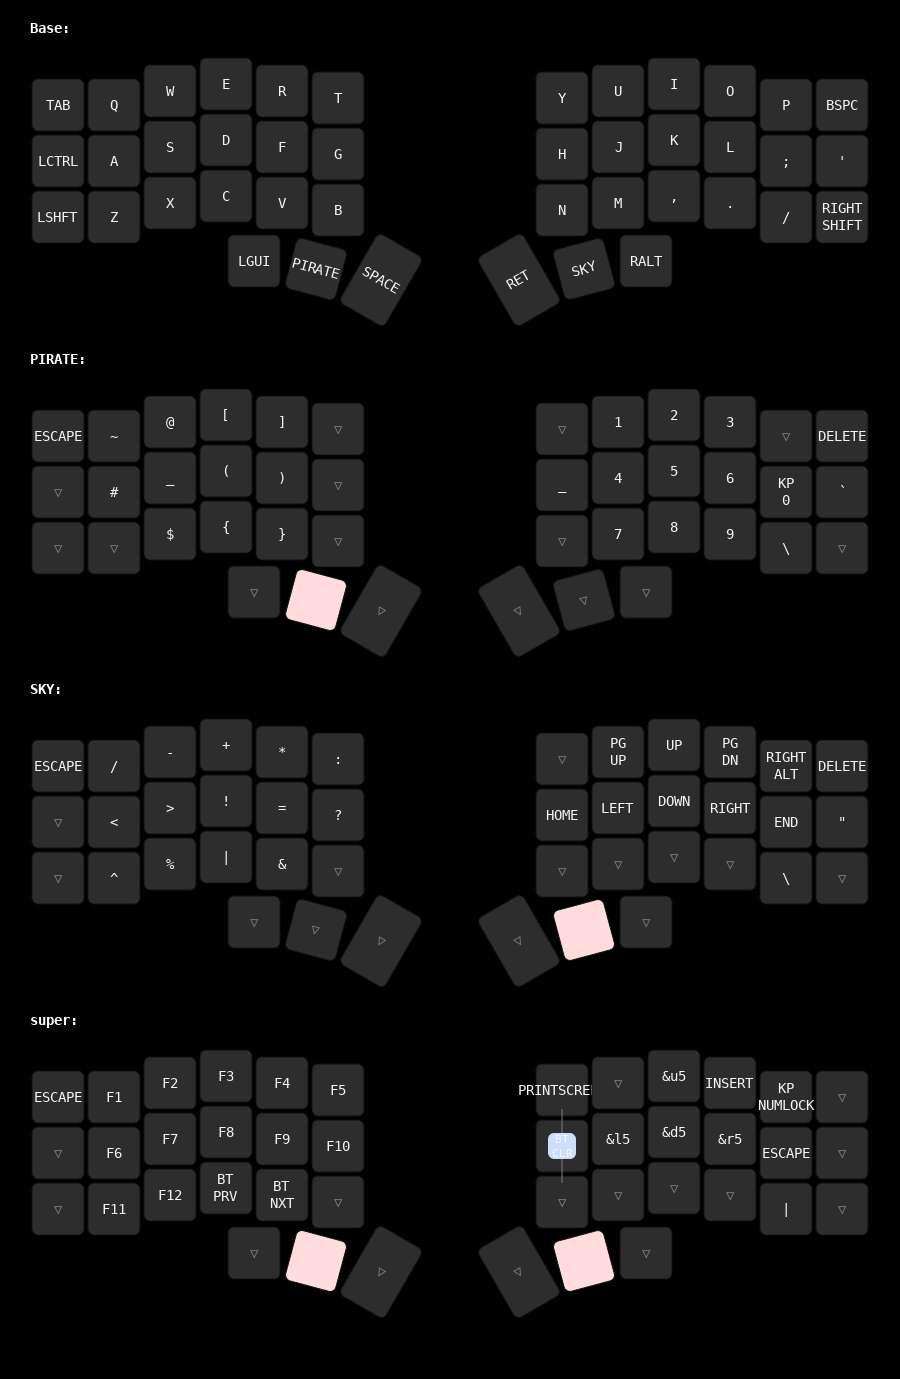 Base:
TAB Q W E R T Y U I O P BSPC
LCTRL A S D F G H J K L ; '
LSHFT Z X C V B N M , . / RIGHT SHIFT
LGUI PIRATE SPACE RET SKY RALT
PIRATE:
ESCAPE ~ @ [ ] ▽ ▽ 1 2 3 ▽ DELETE
▽ # _ ( ) ▽ _ 4 5 6 KP 0 `
▽ ▽ $ { } ▽ ▽ 7 8 9 \ ▽
▽ ▽ ▽ ▽ ▽
SKY:
ESCAPE / - + * : ▽ PG UP UP PG DN RIGHT ALT DELETE
▽ < > ! = ? HOME LEFT DOWN RIGHT END "
▽ ^ % | & ▽ ▽ ▽ ▽ ▽ \ ▽
▽ ▽ ▽ ▽ ▽
super:
ESCAPE F1 F2 F3 F4 F5 PRINTSCREE ▽ &u5 INSERT KP NUMLOCK ▽
▽ F6 F7 F8 F9 F10 BT CLR &l5 &d5 &r5 ESCAPE ▽
▽ F11 F12 BT PRV BT NXT ▽ ▽ ▽ ▽ ▽ | ▽
▽ ▽ ▽ ▽